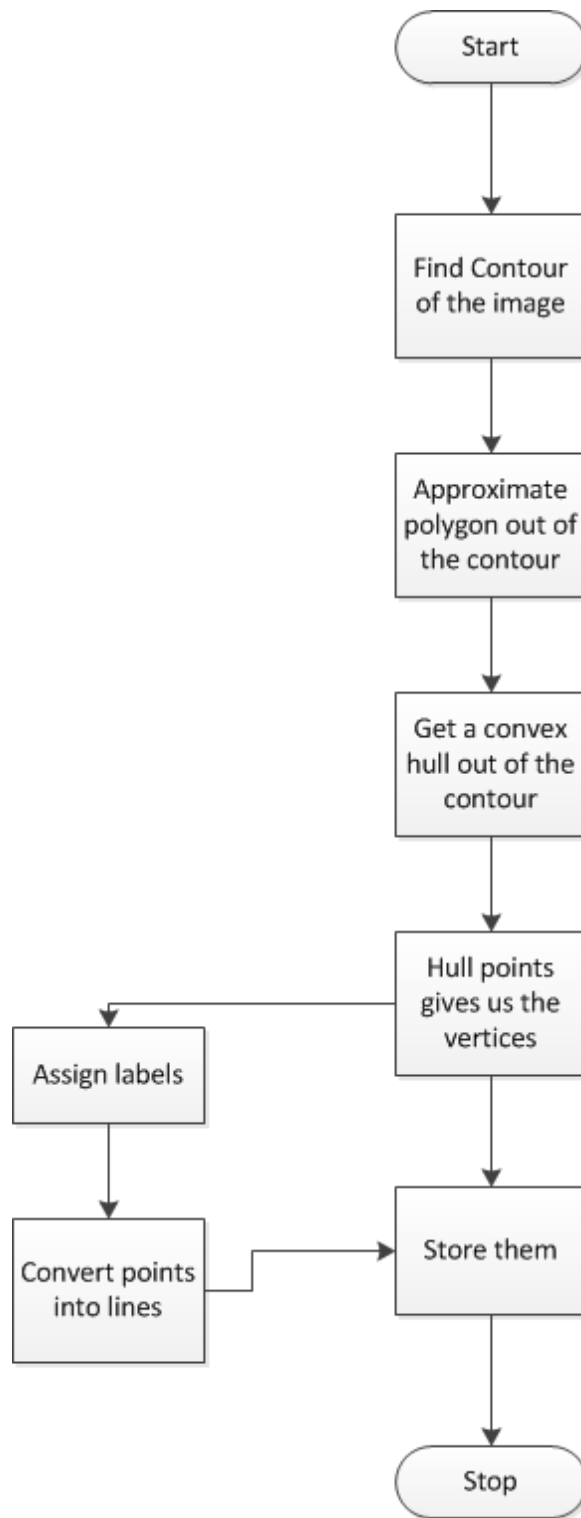 Start
Find Contour
of the image
Approximate
polygon out of
the contour
Get a convex
hull out of the
contour
Hull points
gives us the
vertices
Assign labels
Convert points
into lines
Store them
Stop